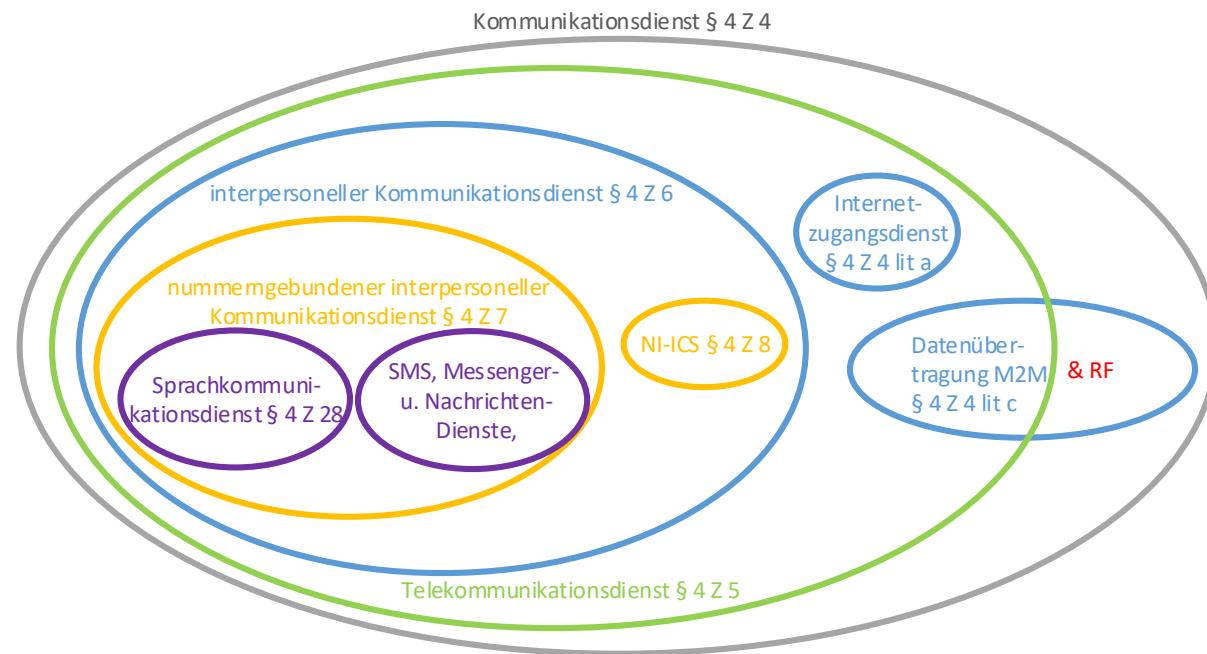 Kommunikationsdienst § 4 Z 4
interpersoneller Kommunikationsdienst § 4 Z 6
Internet-
zugangsdienst
§ 4 Z 4 lit a
nummerngebundener interpersoneller
Kommunikationsdienst § 4 Z 7
NI-ICS § 4 Z 8
Datenüber-
tragung M2M
§ 4 Z 4 lit c
& RF
Sprachkommuni-
kationsdienst § 4 Z 28
SMS, Messenger-
u. Nachrichten-
Dienste,
Telekommunikationsdienst § 4 Z 5